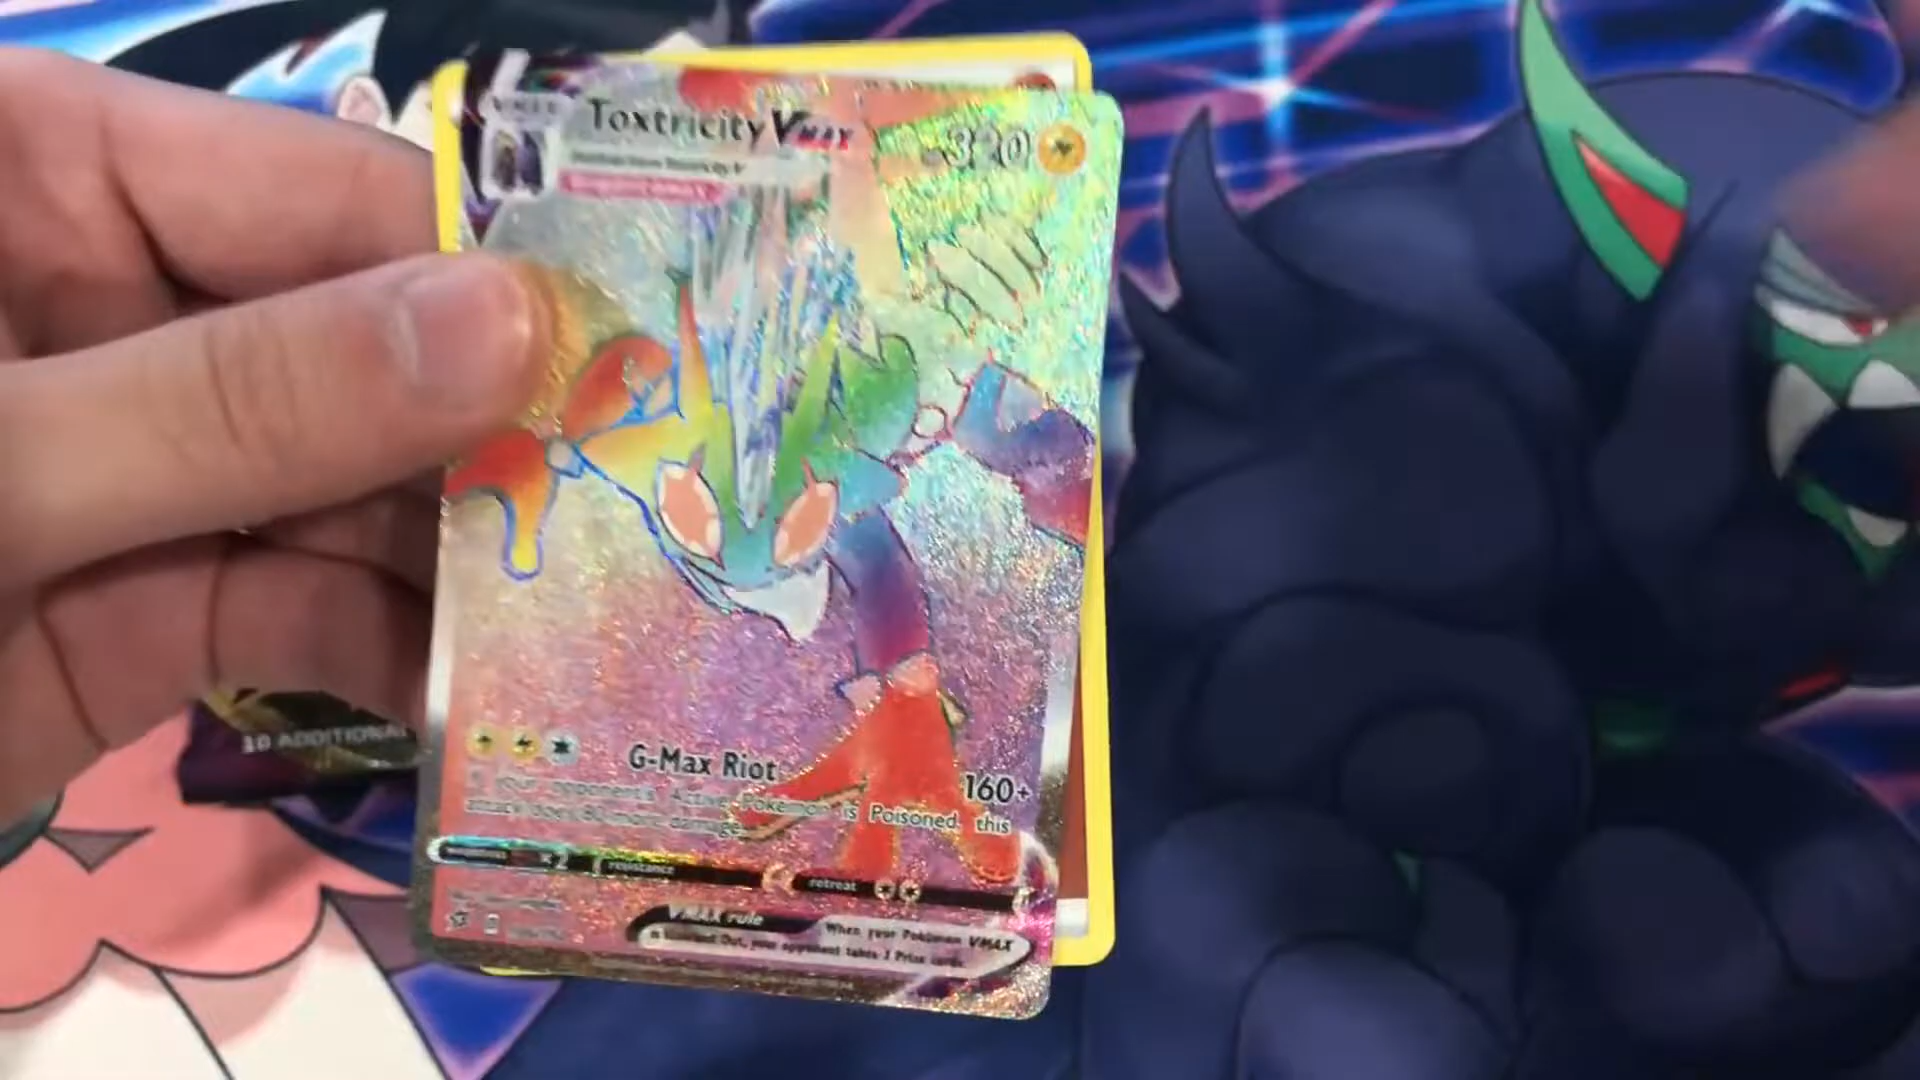 VMAX
Toxtricity VMAX 320
G-Max Riot 160+
If your opponent's Active Pokémon is Poisoned, this
attack does 80 more damage.
weakness ×2 resistance retreat
VMAX rule When your Pokémon VMAX
is Knocked Out, your opponent takes 3 Prize cards.
10 ADDITIONAL